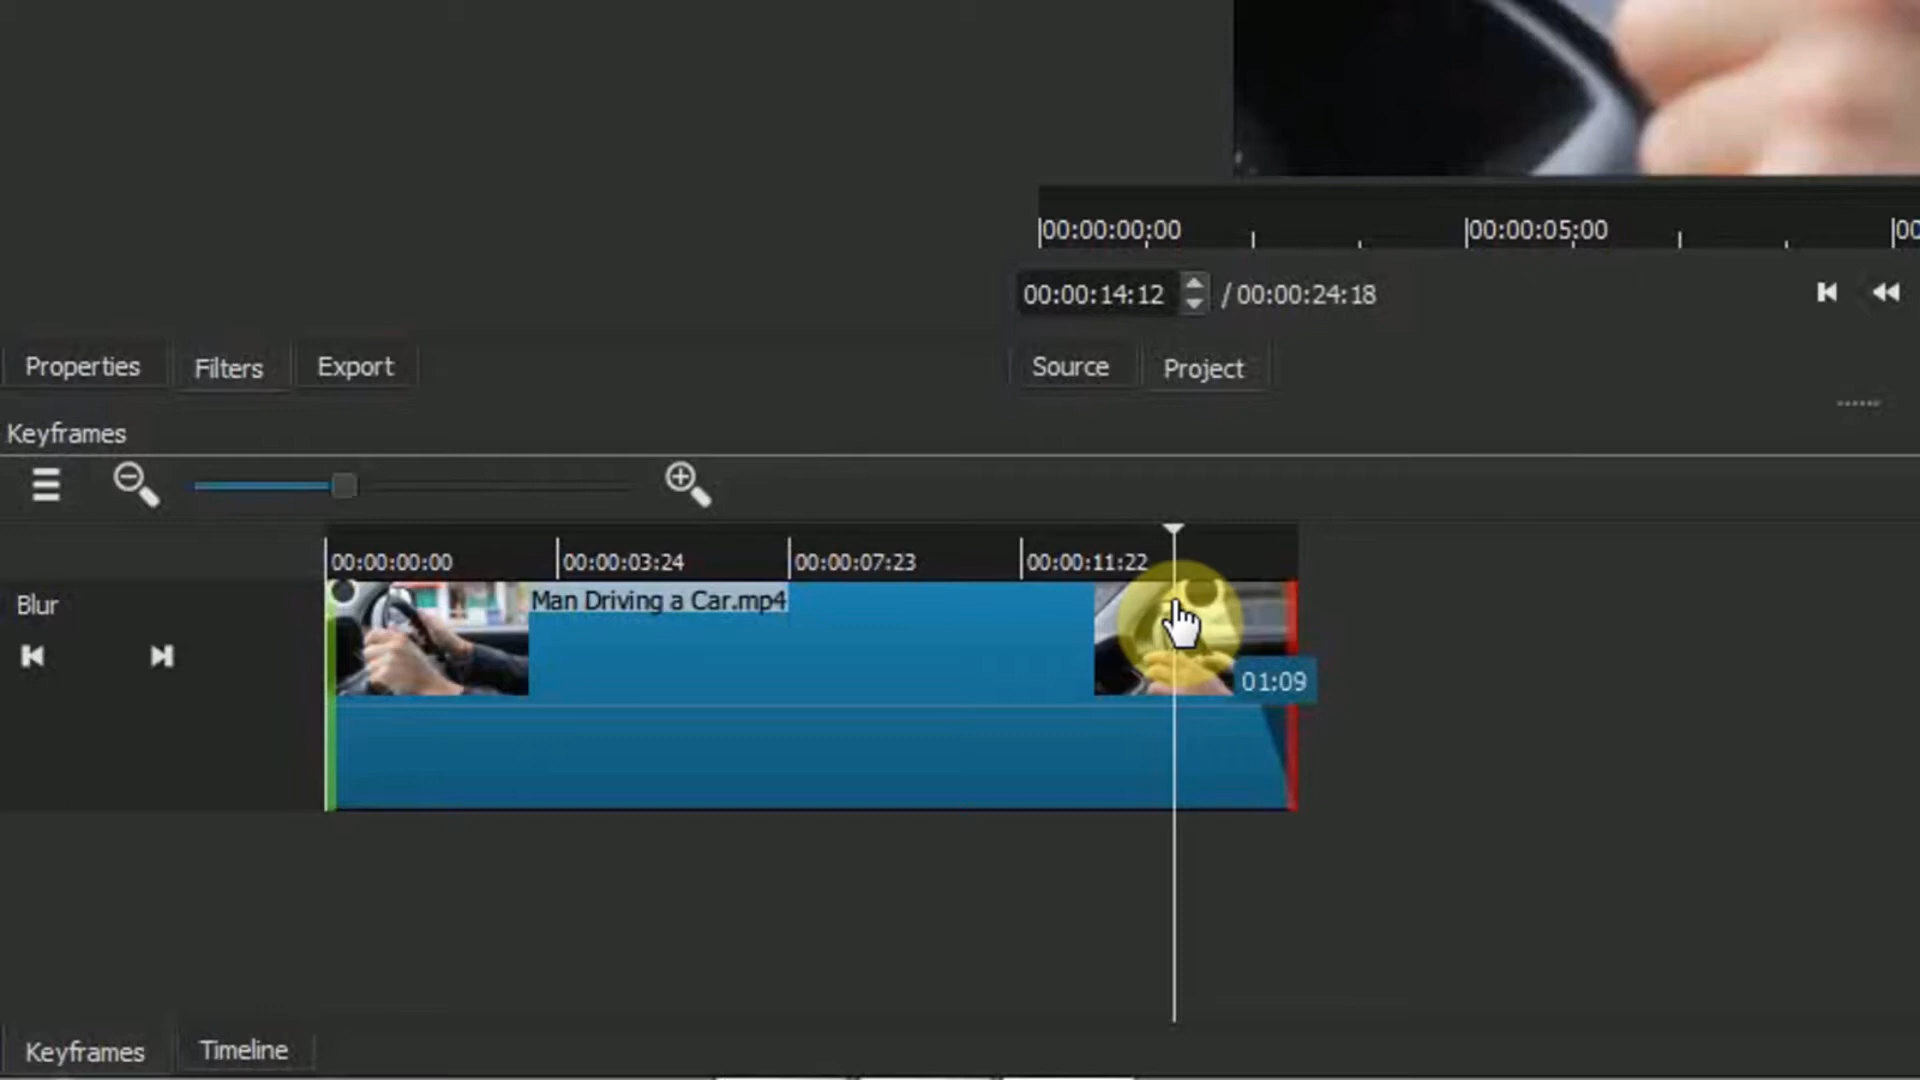 00:00:00;00 00:00:05;00 00
00:00:14:12 / 00:00:24:18
Properties Filters Export Source Project
Keyframes
00:00:00:00 00:00:03:24 00:00:07:23 00:00:11:22
Blur
Man Driving a Car.mp4
01:09
Keyframes Timeline